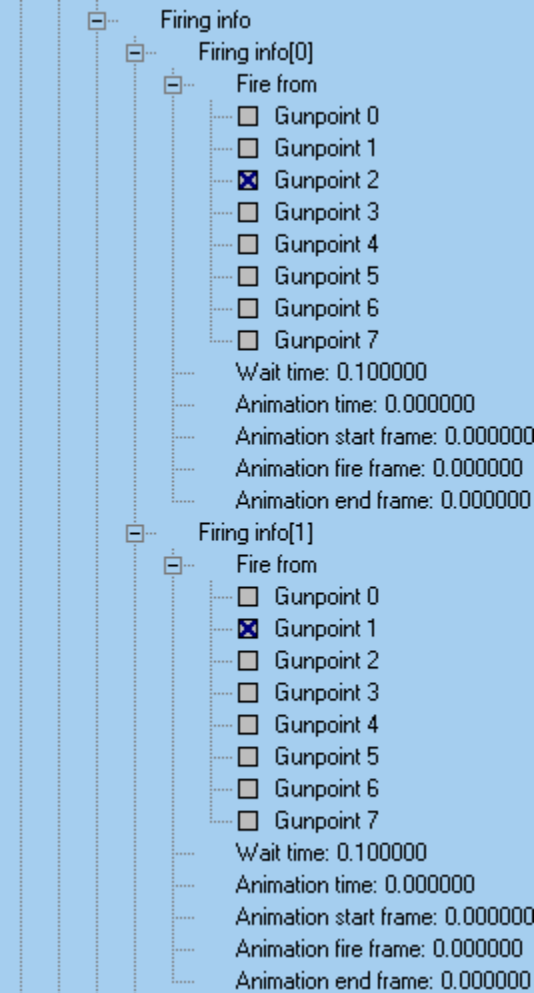 Firing info
Firing info[0]
Fire from
Gunpoint 0
Gunpoint 1
Gunpoint 2
Gunpoint 3
Gunpoint 4
Gunpoint 5
Gunpoint 6
Gunpoint 7
Wait time: 0.100000
Animation time: 0.000000
Animation start frame: 0.000000
Animation fire frame: 0.000000
Animation end frame: 0.000000
Firing info[1]
Fire from
Gunpoint 0
Gunpoint 1
Gunpoint 2
Gunpoint 3
Gunpoint 4
Gunpoint 5
Gunpoint 6
Gunpoint 7
Wait time: 0.100000
Animation time: 0.000000
Animation start frame: 0.000000
Animation fire frame: 0.000000
Animation end frame: 0.000000